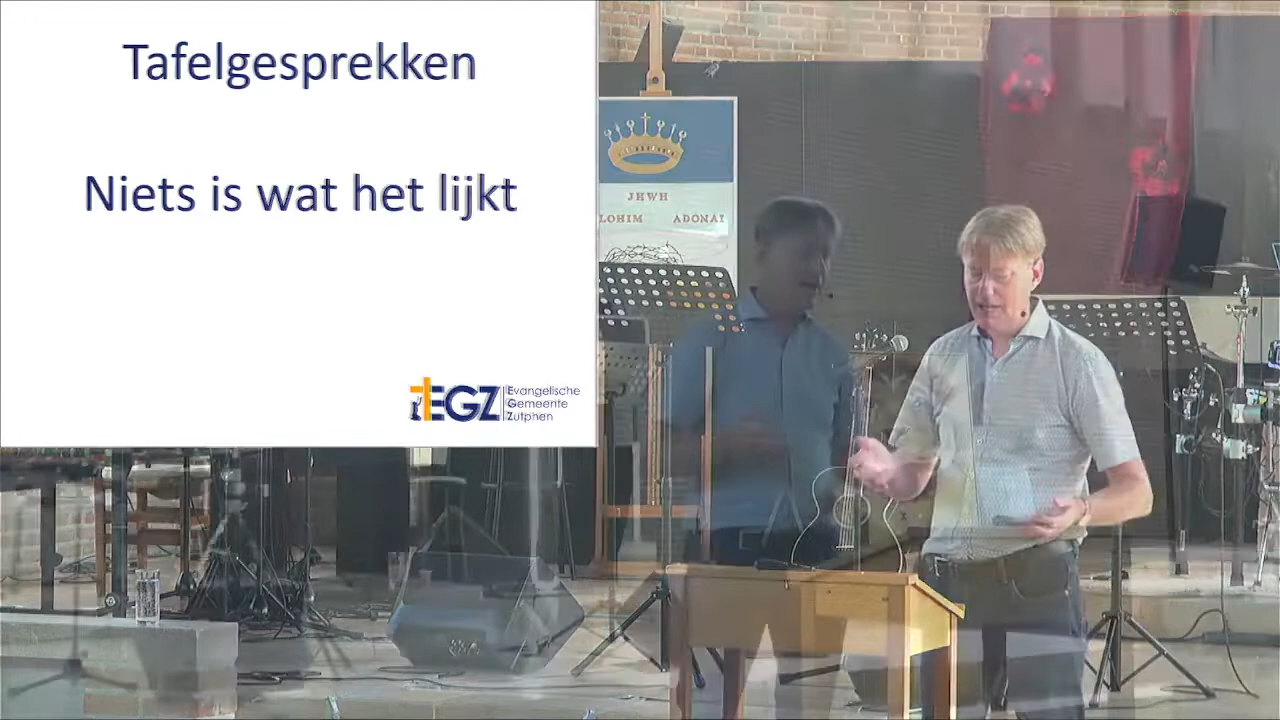 Tafelgesprekken
Niets is wat het lijkt
EGZ
Evangelische
Gemeente
Zutphen
JHWH
LOHIM ADONAI